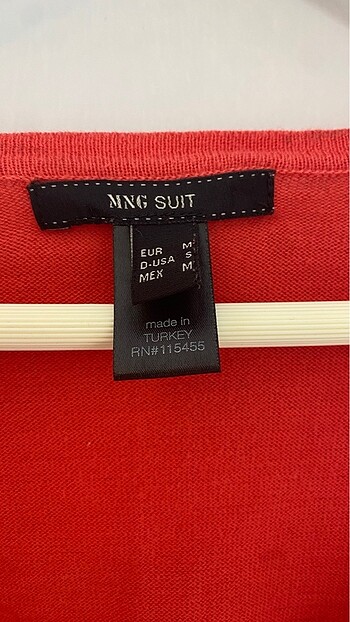 MNG SUIT
EUR M
D-USA S
MEX M
made in
TURKEY
RN#115455